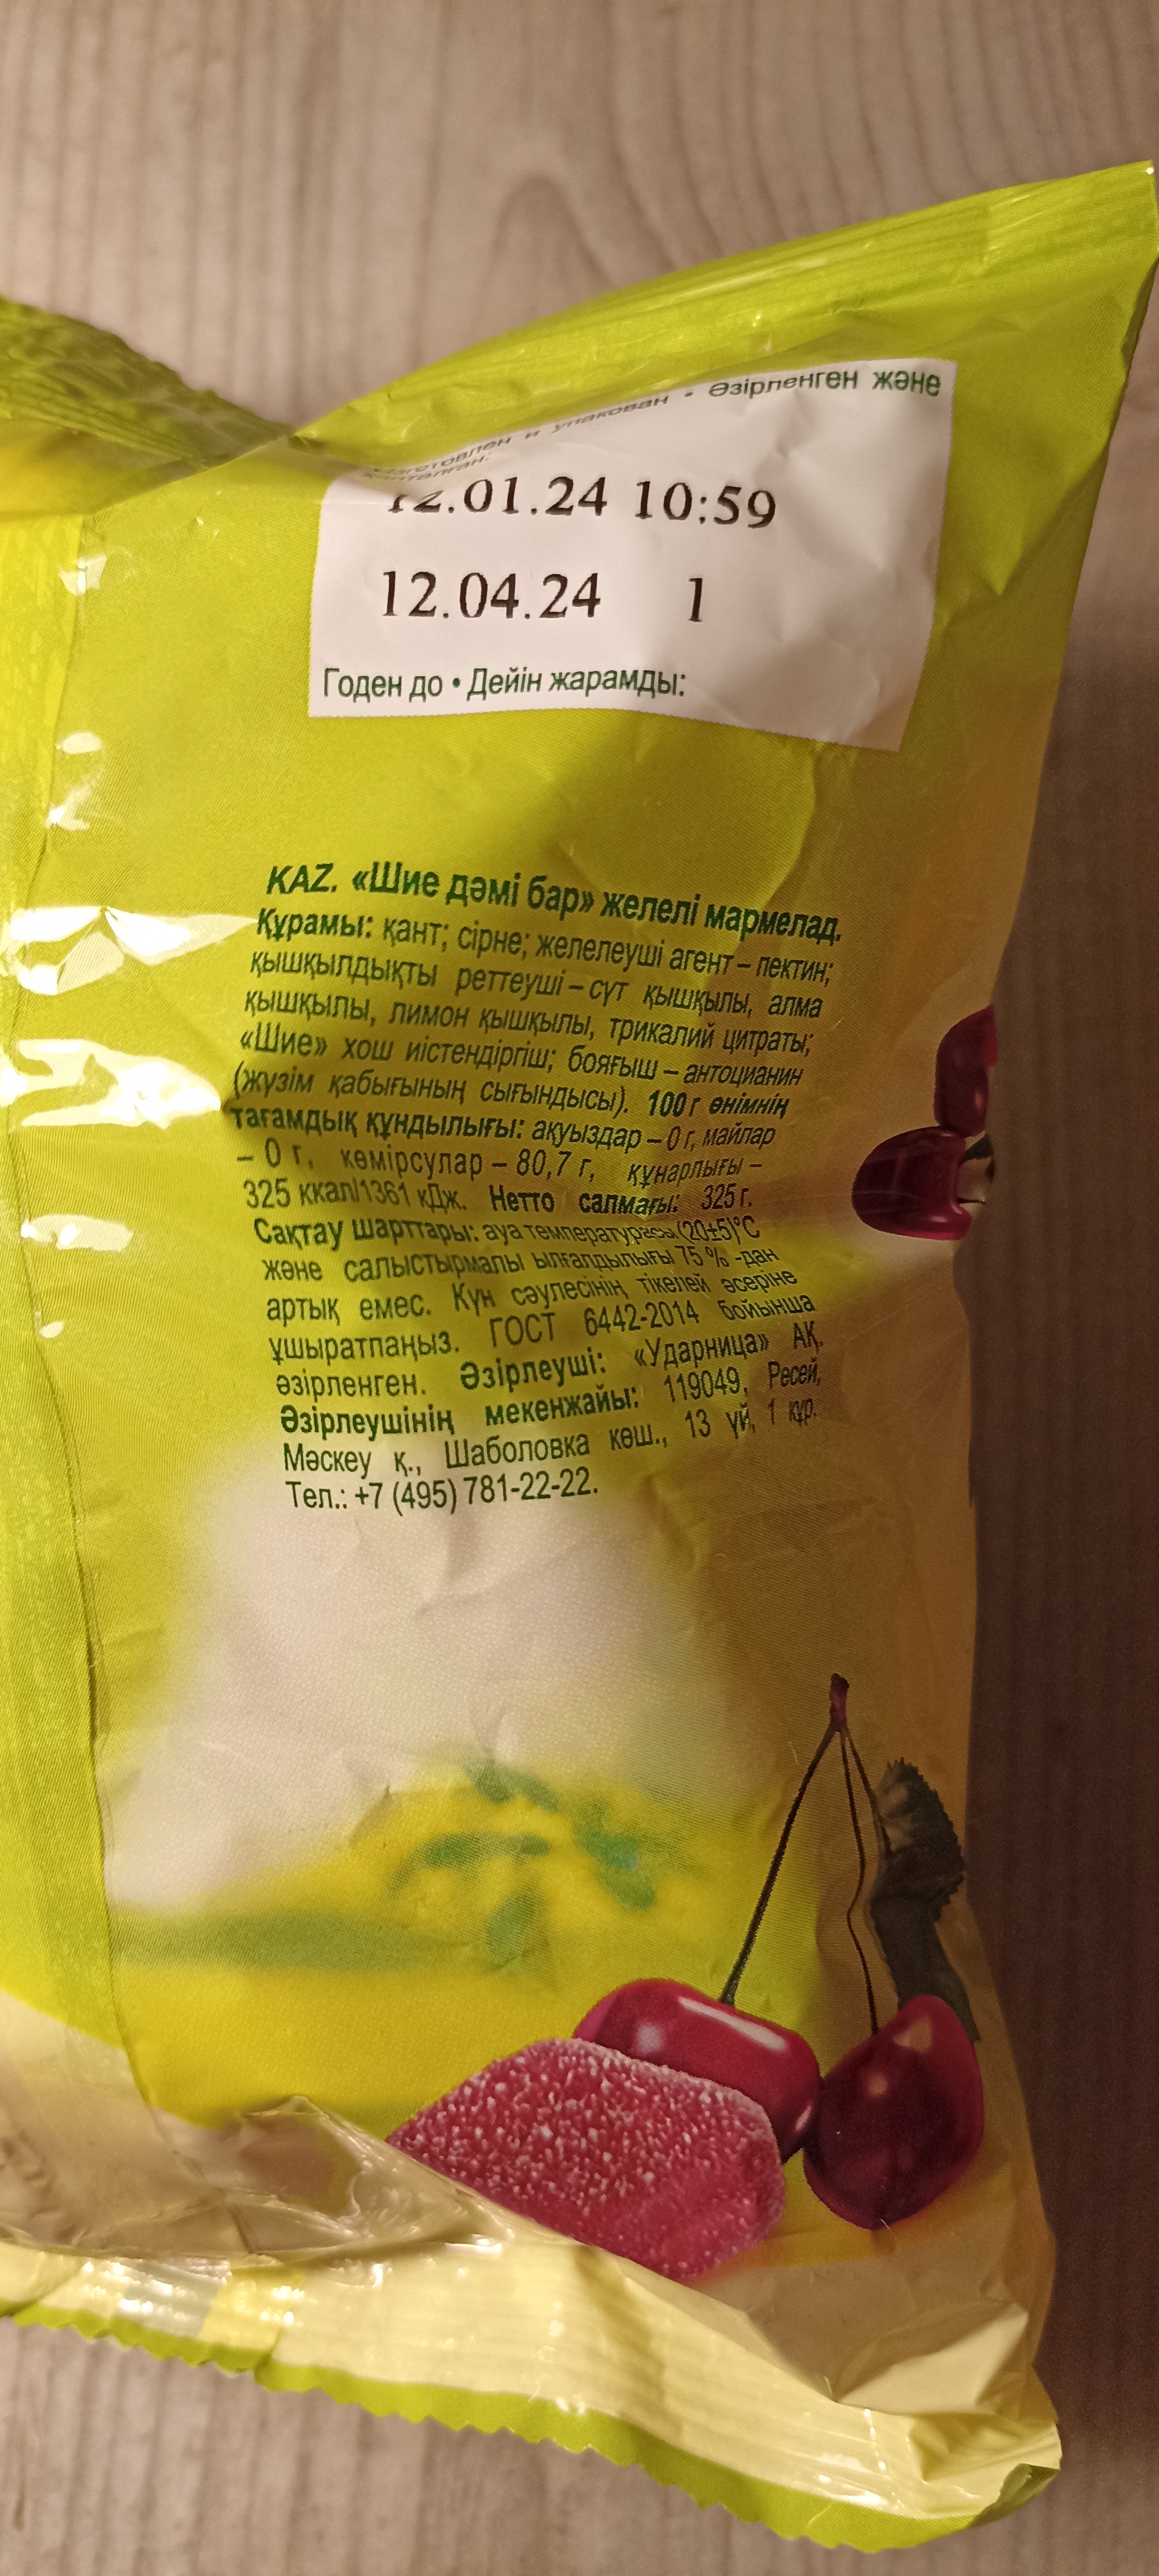 Изготовлен и упакован • Әзірленген және
қапталған:
12.01.24 10:59
12.04.24 1
Годен до • Дейін жарамды:
KAZ. «Шие дәмі бар» желелі мармелад.
Құрамы: қант; сірне; желелеуші агент – пектин;
қышқылдықты реттеуші – сүт қышқылы, алма
қышқылы, лимон қышқылы, трикалий цитраты;
«Шие» хош иістендіргіш; бояғыш – антоцианин
(жүзім қабығының сығындысы). 100 г өнімнің
тағамдық құндылығы: ақуыздар – 0 г, майлар
– 0 г, көмірсулар – 80,7 г, құнарлығы –
325 ккал/1361 кДж. Нетто салмағы: 325 г.
Сақтау шарттары: ауа температурасы (20±5)°C
және салыстырмалы ылғалдылығы 75 % -дан
артық емес. Күн сәулесінің тікелей әсеріне
ұшыратпаңыз. ГОСТ 6442-2014 бойынша
әзірленген. Әзірлеуші: «Ударница» АҚ.
Әзірлеушінің мекенжайы: 119049, Ресей,
Мәскеу қ., Шаболовка көш., 13 үй, 1 құр.
Тел.: +7 (495) 781-22-22.